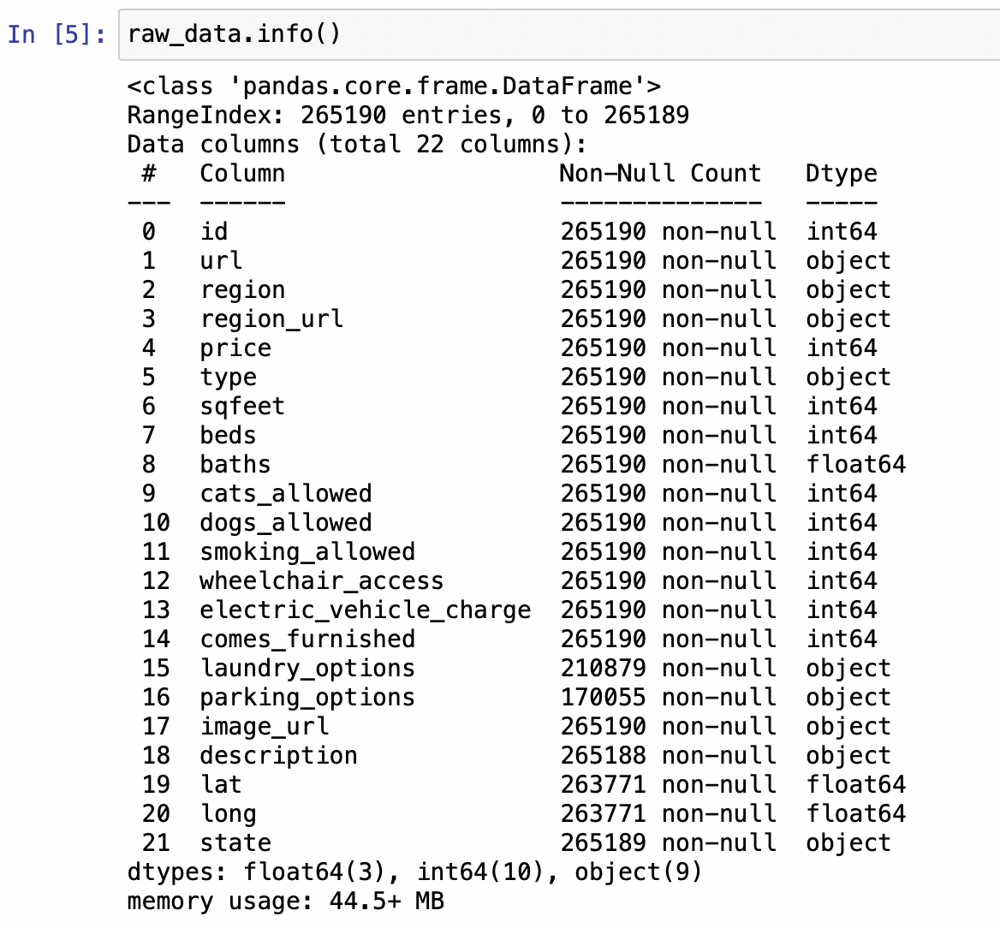 In [5]: raw_data.info()
<class 'pandas.core.frame.DataFrame'>
RangeIndex: 265190 entries, 0 to 265189
Data columns (total 22 columns):
 #   Column                   Non-Null Count   Dtype
---  ------                   --------------   -----
 0   id                       265190 non-null  int64
 1   url                      265190 non-null  object
 2   region                   265190 non-null  object
 3   region_url               265190 non-null  object
 4   price                    265190 non-null  int64
 5   type                     265190 non-null  object
 6   sqfeet                   265190 non-null  int64
 7   beds                     265190 non-null  int64
 8   baths                    265190 non-null  float64
 9   cats_allowed             265190 non-null  int64
 10  dogs_allowed             265190 non-null  int64
 11  smoking_allowed          265190 non-null  int64
 12  wheelchair_access        265190 non-null  int64
 13  electric_vehicle_charge  265190 non-null  int64
 14  comes_furnished          265190 non-null  int64
 15  laundry_options          210879 non-null  object
 16  parking_options          170055 non-null  object
 17  image_url                265190 non-null  object
 18  description              265188 non-null  object
 19  lat                      263771 non-null  float64
 20  long                     263771 non-null  float64
 21  state                    265189 non-null  object
dtypes: float64(3), int64(10), object(9)
memory usage: 44.5+ MB